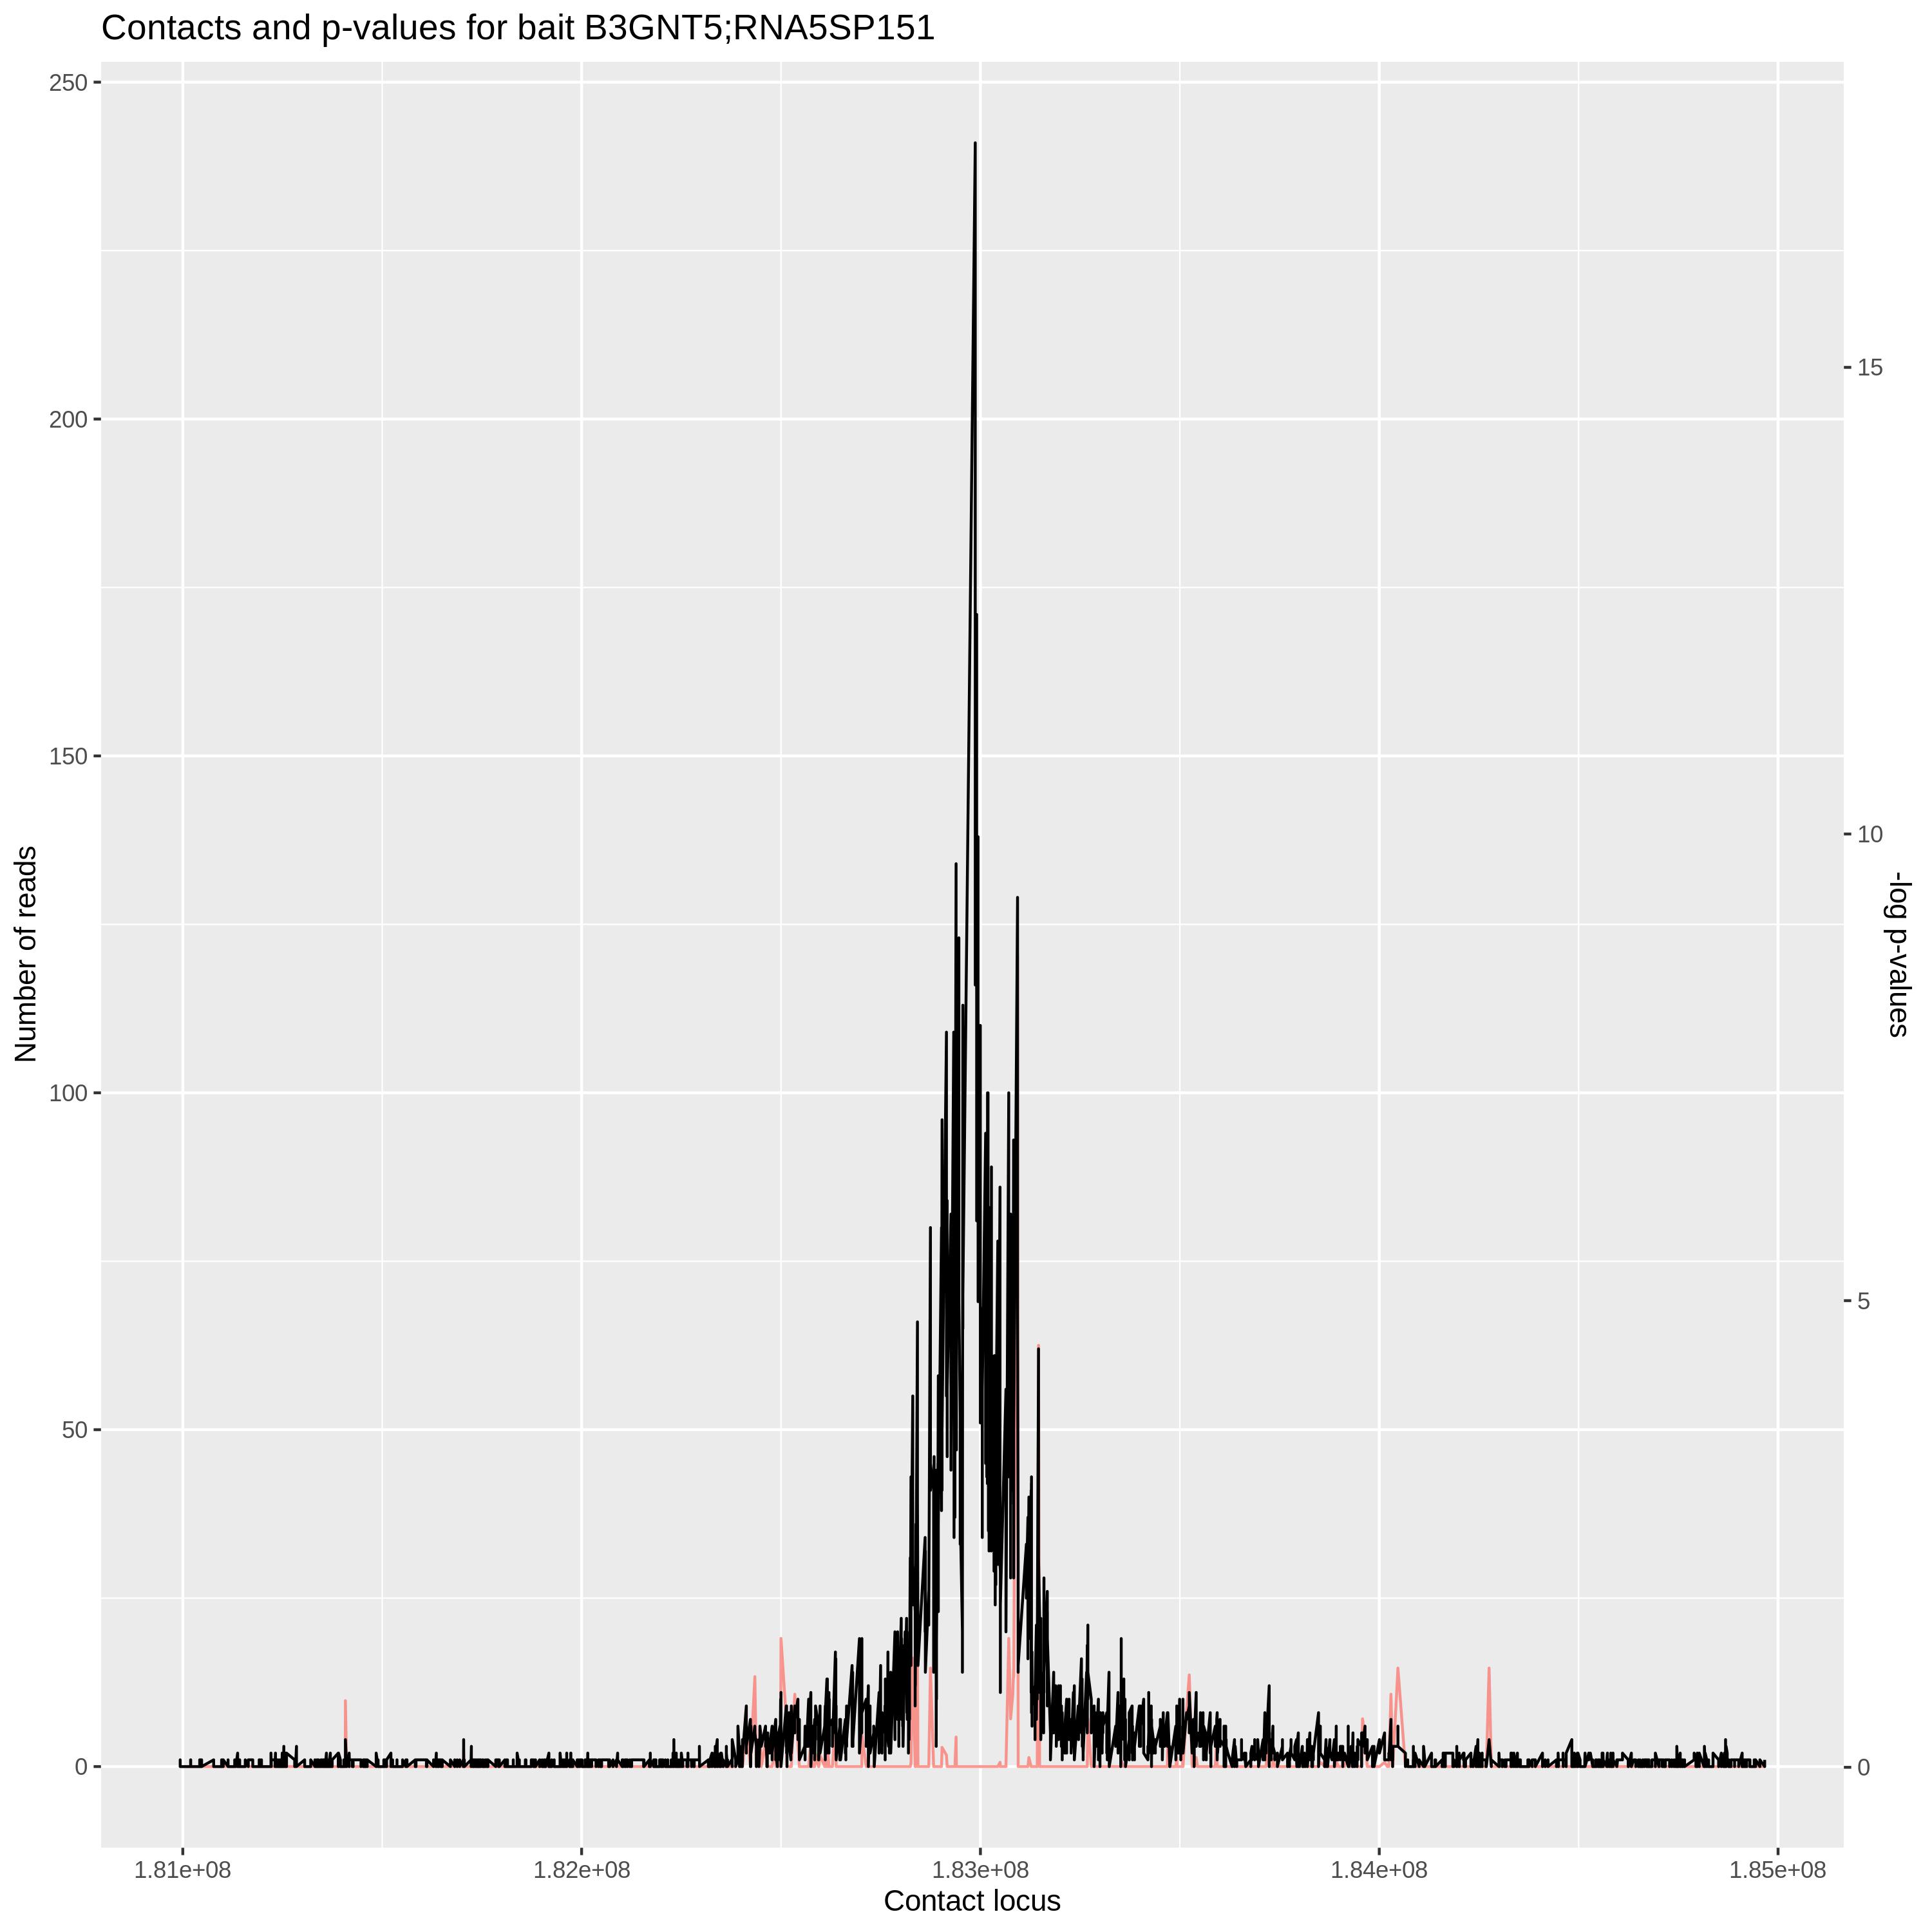 Contacts and p-values for bait B3GNT5;RNA5SP151
250
200
150
100
50
0
Number of reads
15
10
5
0
-log p-values
1.81e+08
1.82e+08
1.83e+08
1.84e+08
1.85e+08
Contact locus